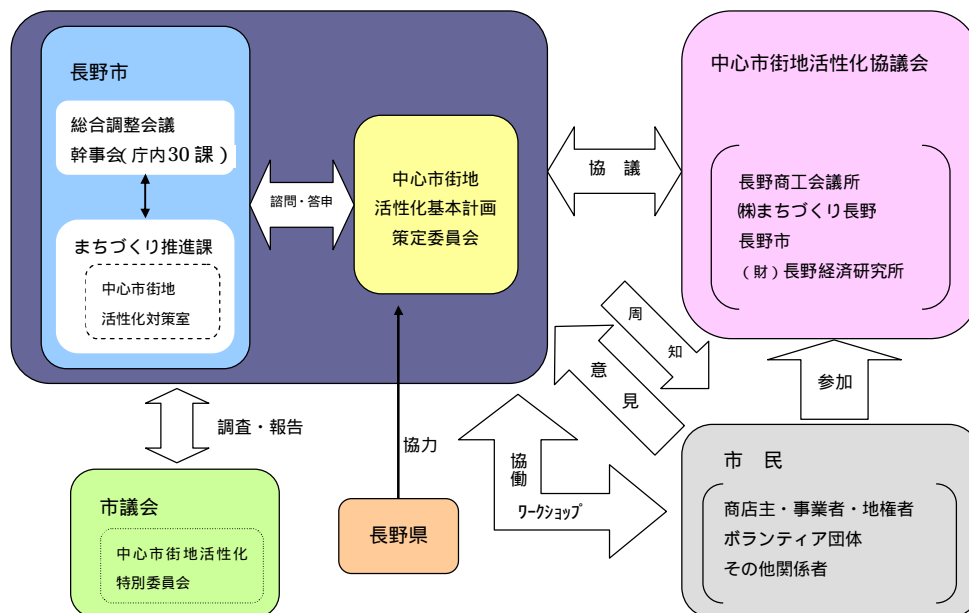 長野市
総合調整会議
幹事会(庁内30課)
まちづくり推進課
中心市街地
活性化対策室
諮問・答申
中心市街地
活性化基本計画
策定委員会
協 議
中心市街地活性化協議会
長野商工会議所
㈱まちづくり長野
長野市
(財)長野経済研究所
周知
意見
参加
調査・報告
協力
協働
ワークショップ
市議会
中心市街地活性化
特別委員会
長野県
市 民
商店主・事業者・地権者
ボランティア団体
その他関係者